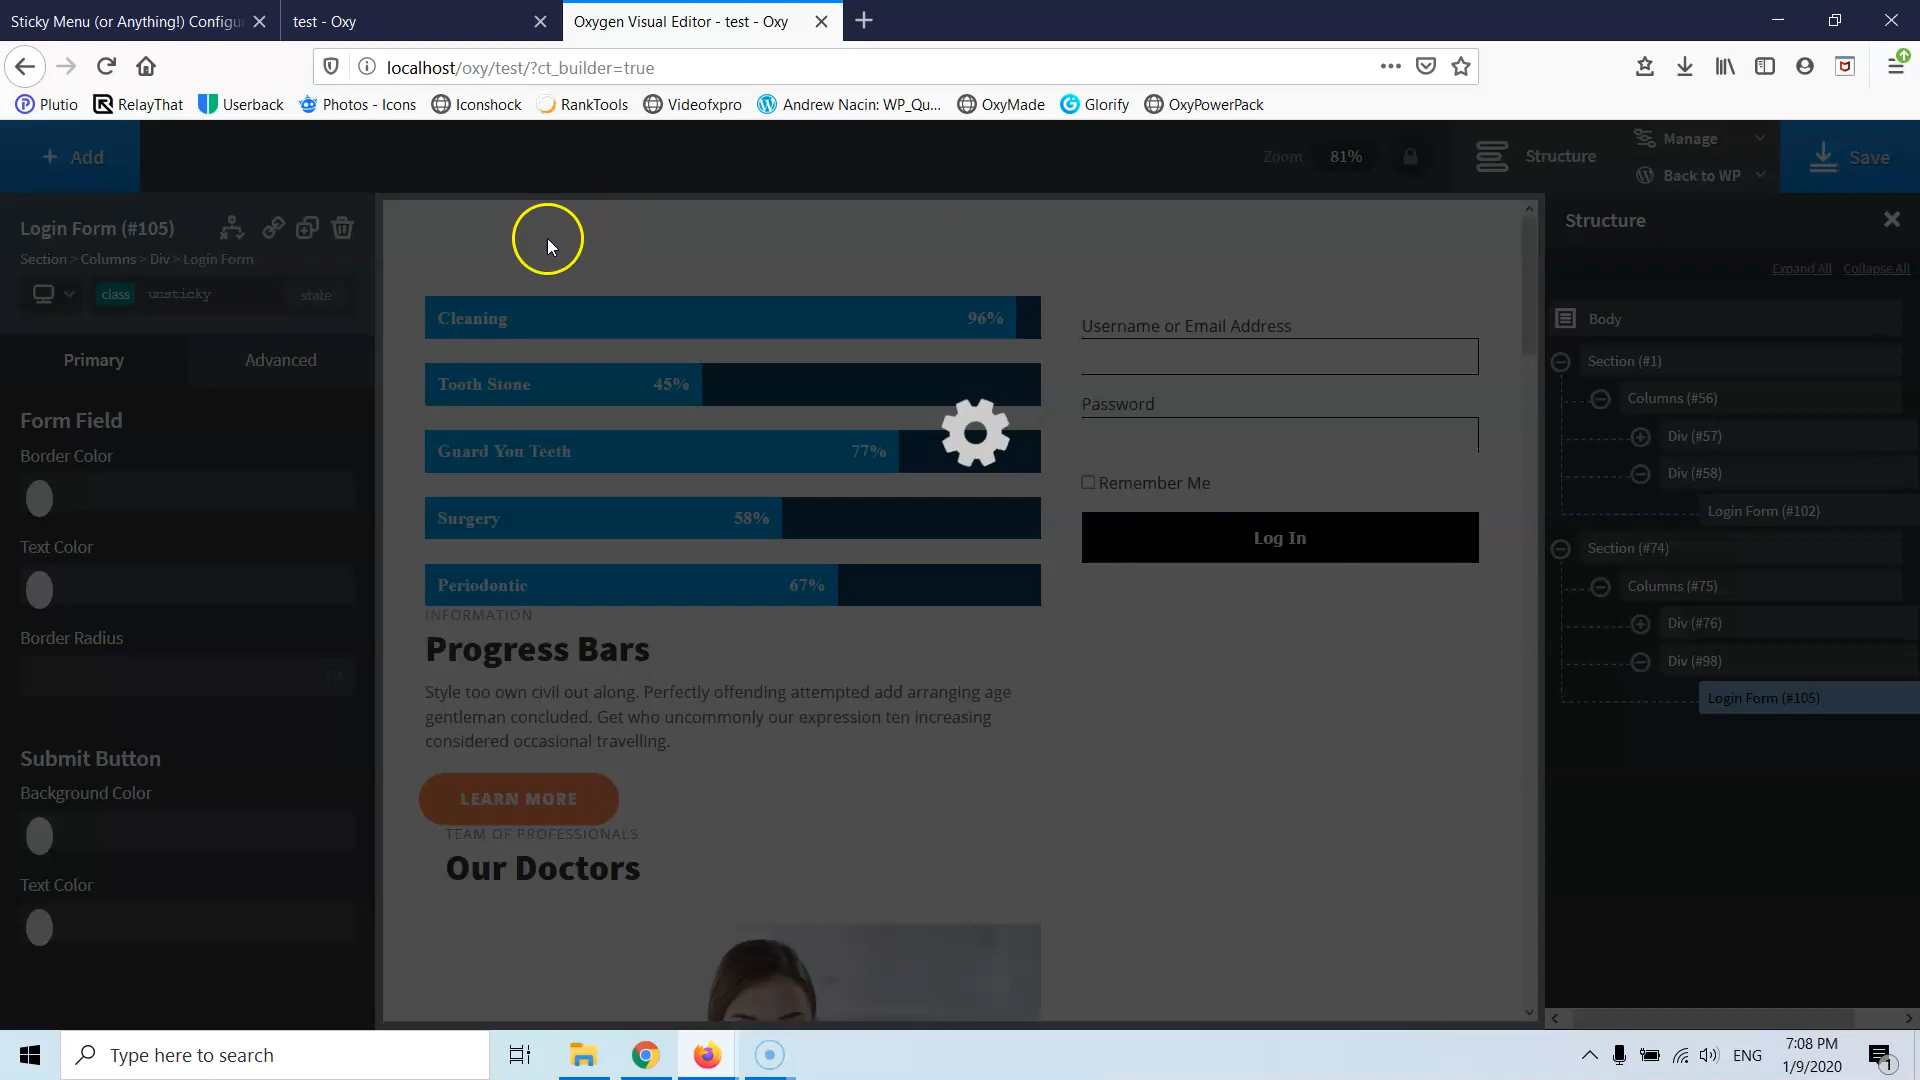 Sticky Menu (or Anything!) Configu
test - Oxy
Oxygen Visual Editor - test - Oxy
localhost/oxy/test/?ct_builder=true
Plutio
RelayThat
Userback
Photos - Icons
Iconshock
RankTools
Videofxpro
Andrew Nacin: WP_Qu...
OxyMade
Glorify
OxyPowerPack
+ Add
Zoom
81%
Structure
Manage
Back to WP
Save
Login Form (#105)
Section > Columns > Div > Login Form
class
unsticky
state
Primary
Advanced
Form Field
Border Color
Text Color
Border Radius
px
Submit Button
Background Color
Text Color
Cleaning 96%
Tooth Stone 45%
Guard You Teeth 77%
Surgery 58%
Periodontic 67%
INFORMATION
Progress Bars
Style too own civil out along. Perfectly offending attempted add arranging age
gentleman concluded. Get who uncommonly our expression ten increasing
considered occasional travelling.
LEARN MORE
TEAM OF PROFESSIONALS
Our Doctors
Username or Email Address
Password
Remember Me
Log In
Structure
Expand All
Collapse All
Body
Section (#1)
Columns (#56)
Div (#57)
Div (#58)
Login Form (#102)
Section (#74)
Columns (#75)
Div (#76)
Div (#98)
Login Form (#105)
Type here to search
ENG
7:08 PM
1/9/2020
1